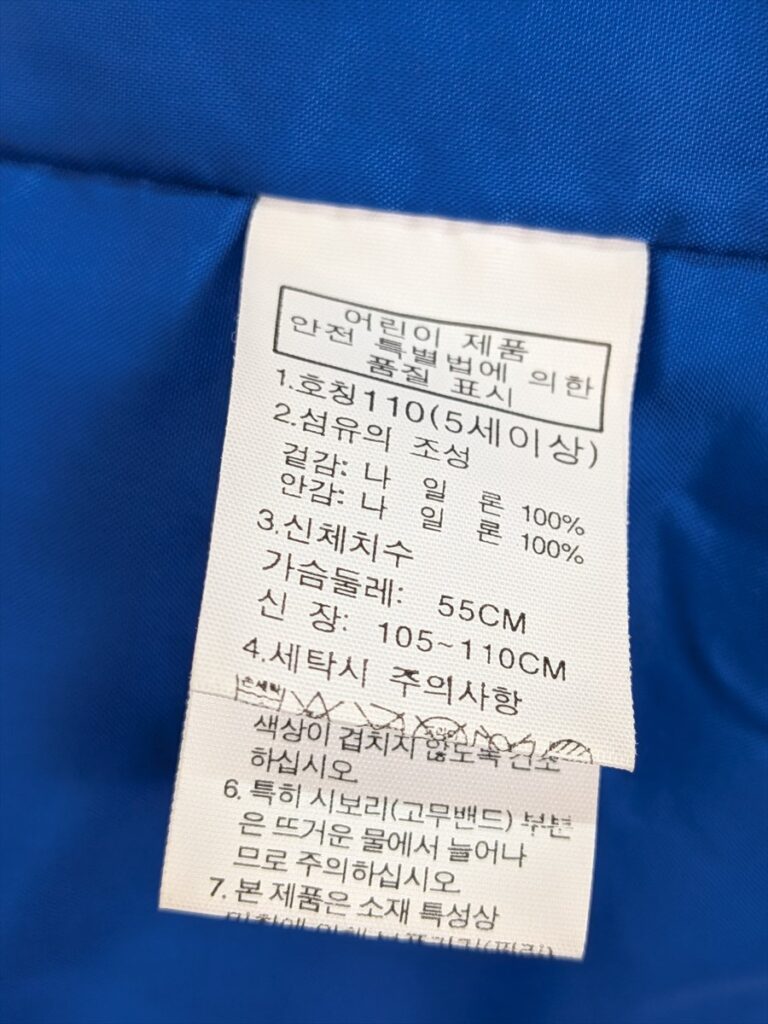 어린이 제품
안전 특별법에 의한
품질 표시
1.호칭110(5세이상)
2.섬유의 조성
겉감: 나 일 론 100%
안감: 나 일 론 100%
3.신체치수
가슴둘레: 55CM
신 장: 105~110CM
4.세탁시 주의사항
손세탁
색상이 겹치지 않도록 건조
하십시오
6. 특히 시보리(고무밴드) 부분
은 뜨거운 물에서 늘어나
므로 주의하십시오
7. 본 제품은 소재 특성상